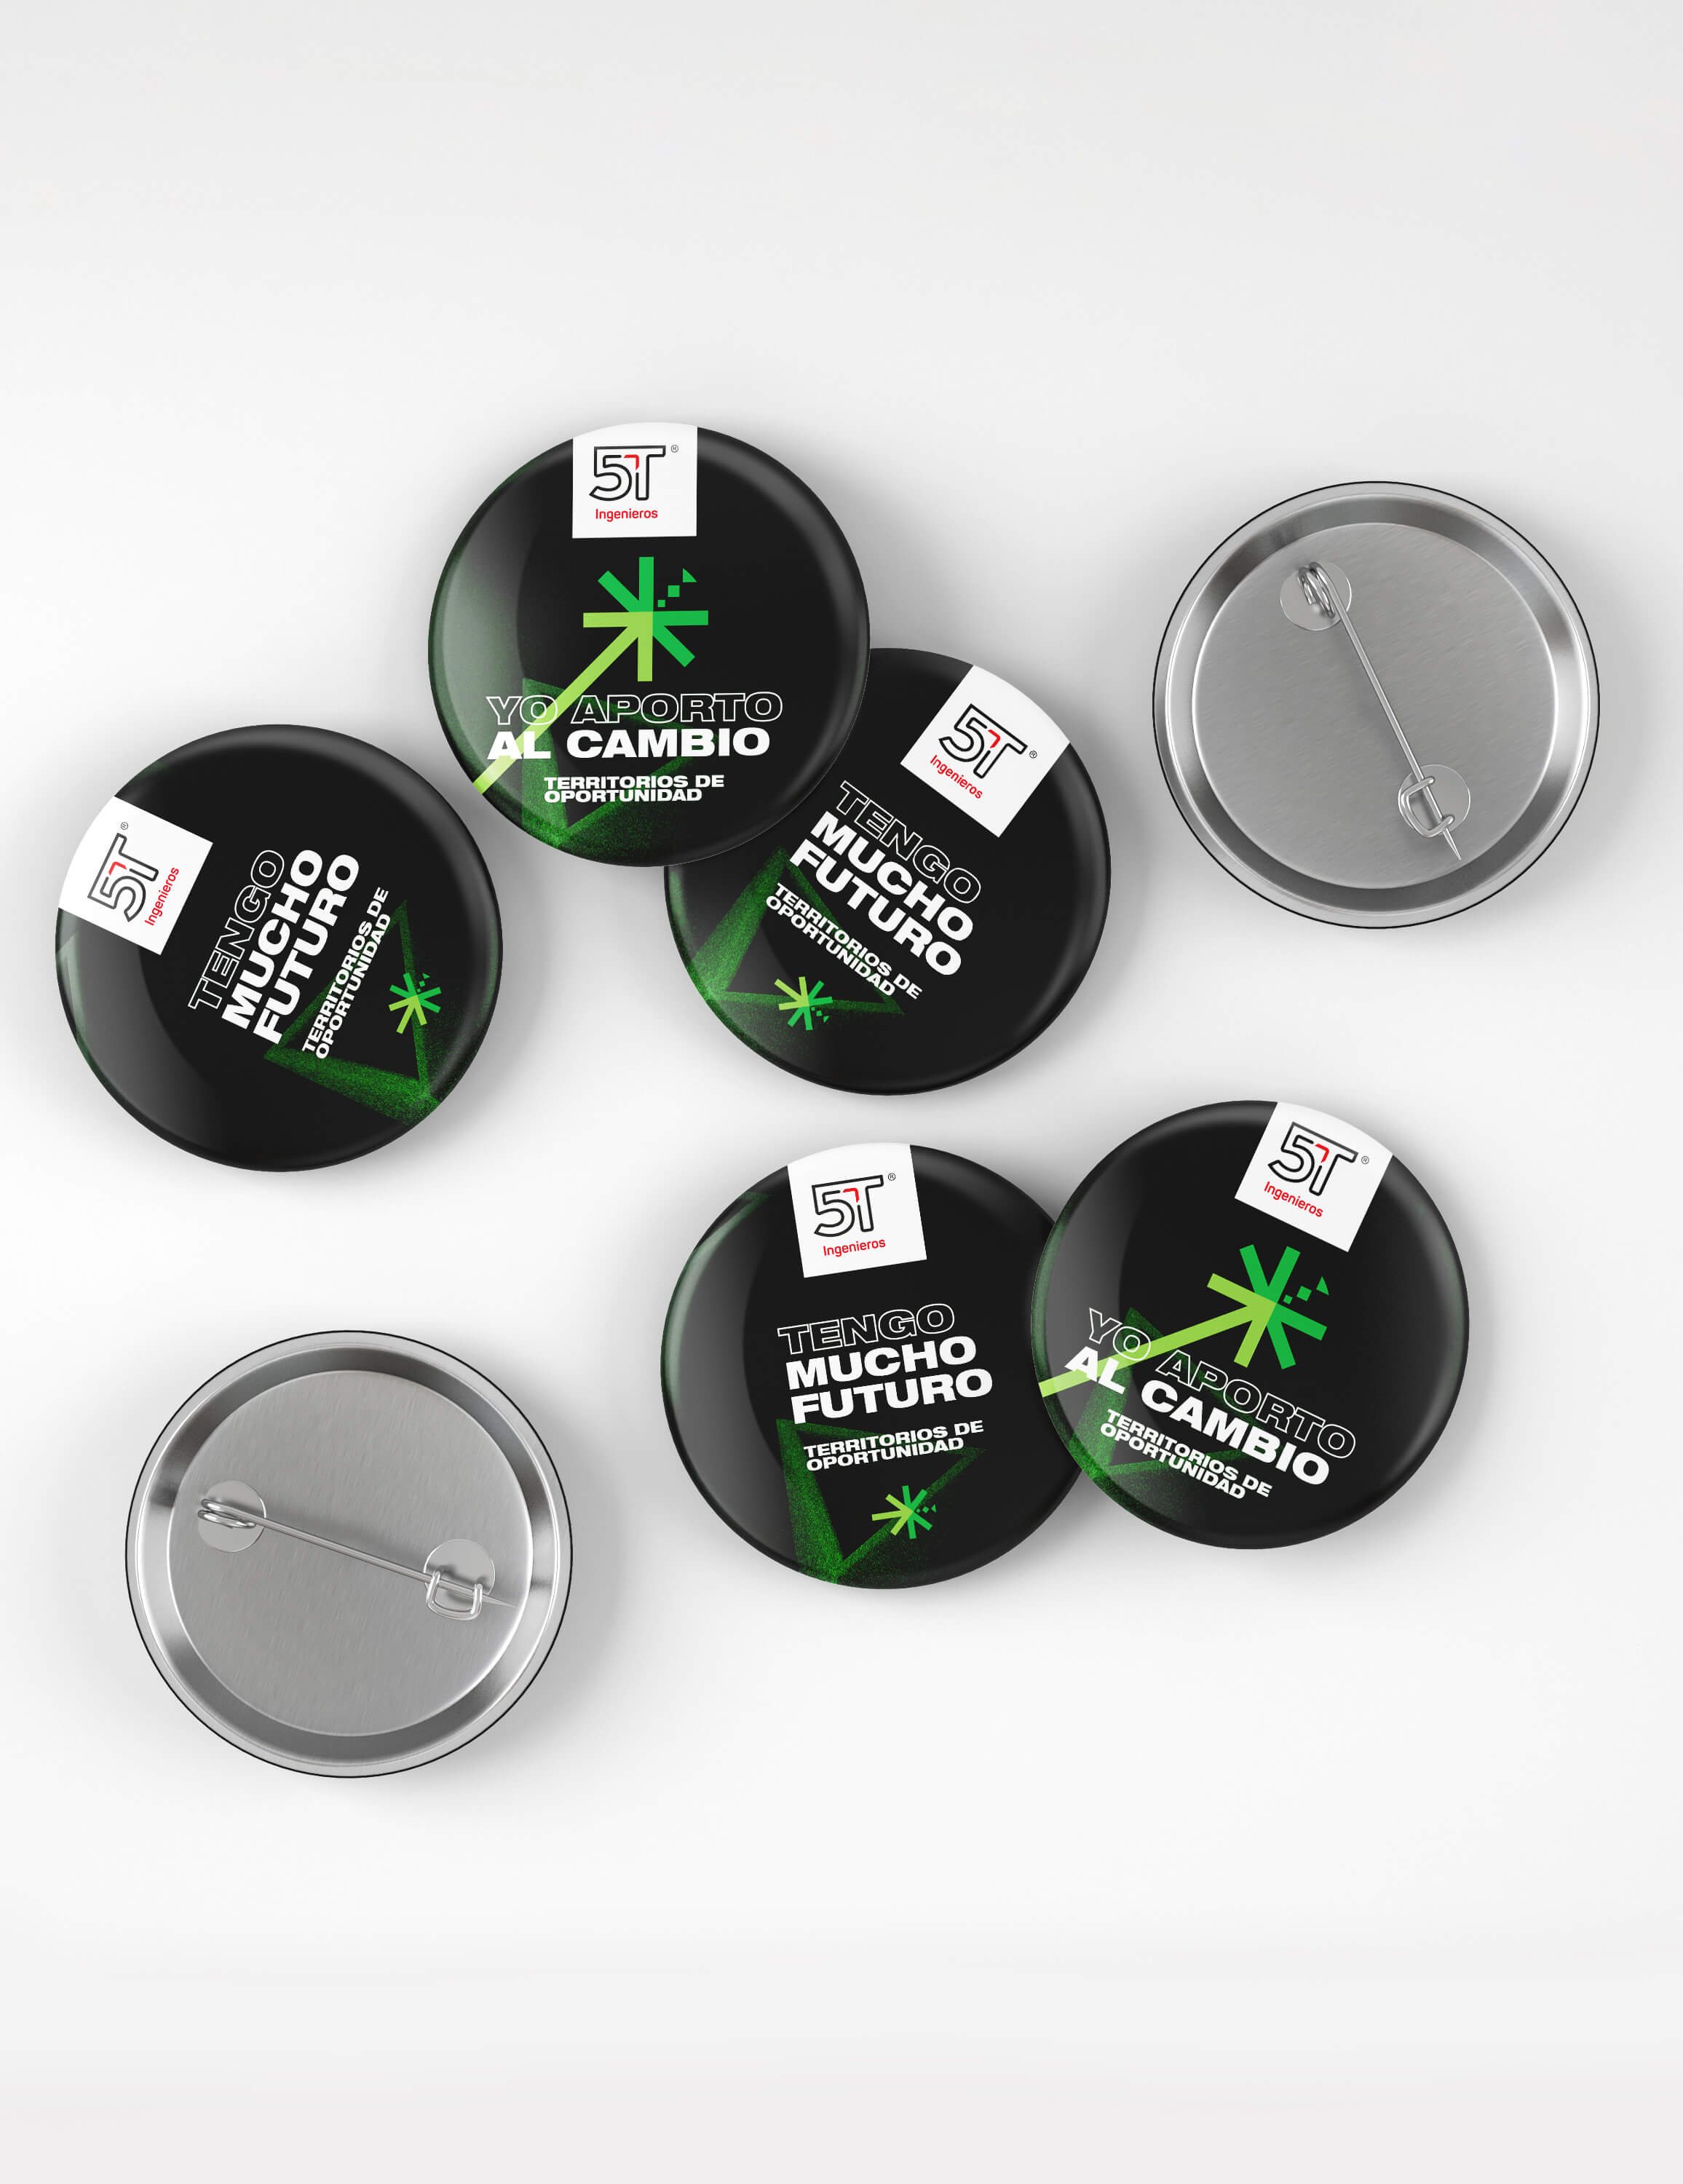 5T®
Ingenieros
YO APORTO
AL CAMBIO
TERRITORIOS DE
OPORTUNIDAD
5T®
Ingenieros
TENGO
MUCHO
FUTURO
TERRITORIOS DE
OPORTUNIDAD
5T®
Ingenieros
TENGO
MUCHO
FUTURO
TERRITORIOS DE
OPORTUNIDAD
5T®
Ingenieros
TENGO
MUCHO
FUTURO
TERRITORIOS DE
OPORTUNIDAD
5T®
Ingenieros
YO APORTO
AL CAMBIO
TERRITORIOS DE
OPORTUNIDAD